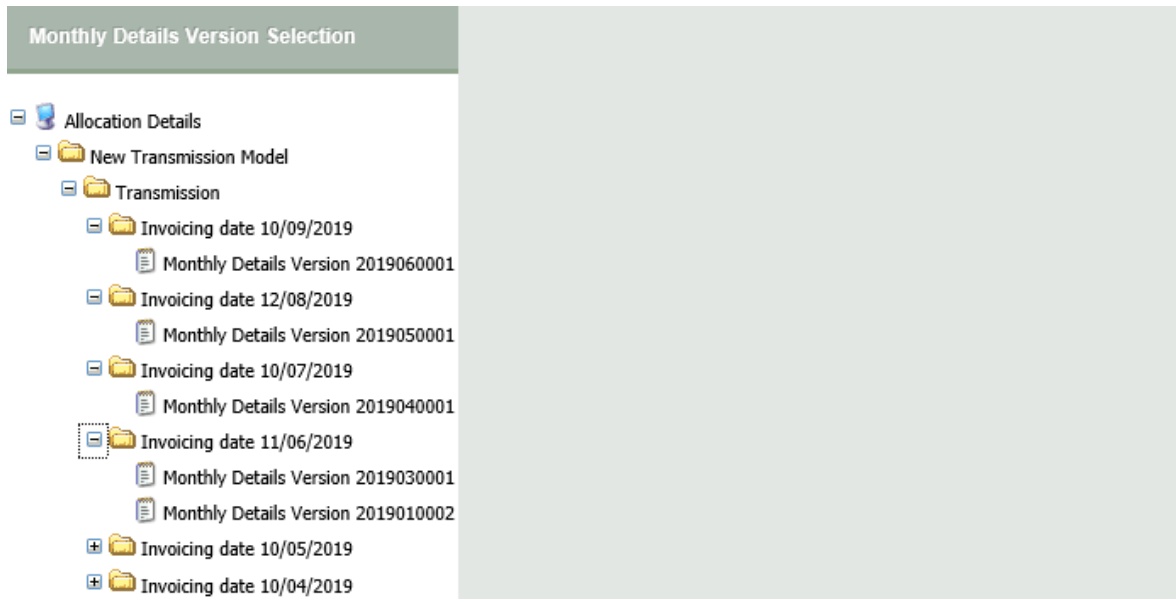 Monthly Details Version Selection
Allocation Details
New Transmission Model
Transmission
Invoicing date 10/09/2019
Monthly Details Version 2019060001
Invoicing date 12/08/2019
Monthly Details Version 2019050001
Invoicing date 10/07/2019
Monthly Details Version 2019040001
Invoicing date 11/06/2019
Monthly Details Version 2019030001
Monthly Details Version 2019010002
Invoicing date 10/05/2019
Invoicing date 10/04/2019